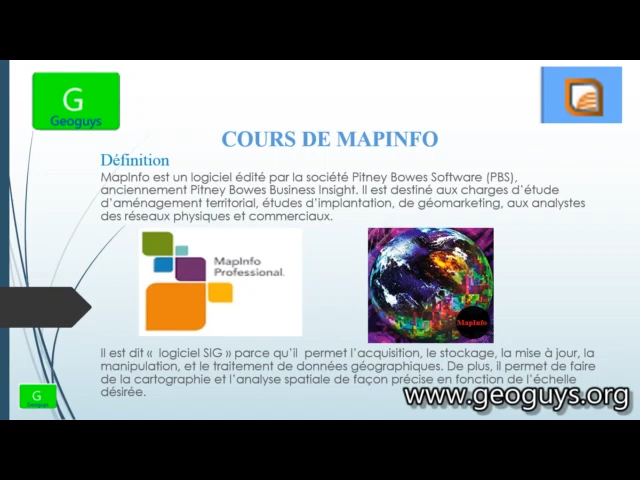 G
Geoguys
COURS DE MAPINFO
Définition
MapInfo est un logiciel édité par la société Pitney Bowes Software (PBS),
anciennement Pitney Bowes Business Insight. Il est destiné aux charges d'étude
d'aménagement territorial, études d'implantation, de géomarketing, aux analystes
des réseaux physiques et commerciaux.
MapInfo
Professional.
MapInfo
Il est dit « logiciel SIG » parce qu'il permet l'acquisition, le stockage, la mise à jour, la
manipulation, et le traitement de données géographiques. De plus, il permet de faire
de la cartographie et l'analyse spatiale de façon précise en fonction de l'échelle
désirée.
G
Geoguys
www.geoguys.org